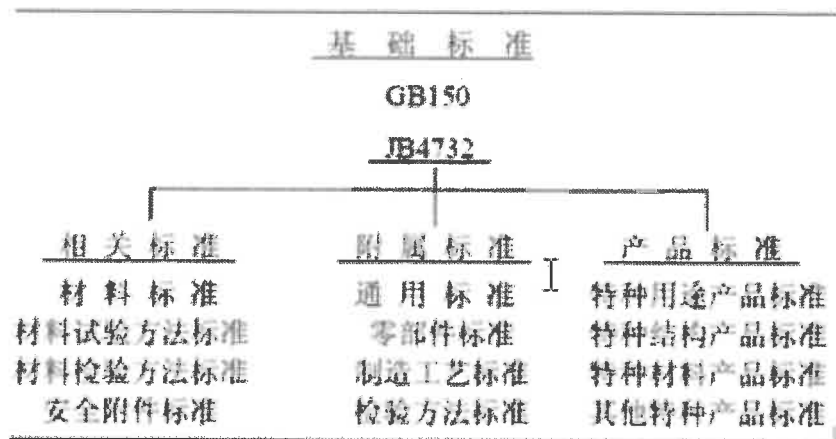 基础标准
GB150
JB4732
相关标准
附属标准
产品标准
材料标准
通用标准
特种用途产品标准
材料试验方法标准
零部件标准
特种结构产品标准
材料检验方法标准
制造工艺标准
特种材料产品标准
安全附件标准
检验方法标准
其他特种产品标准